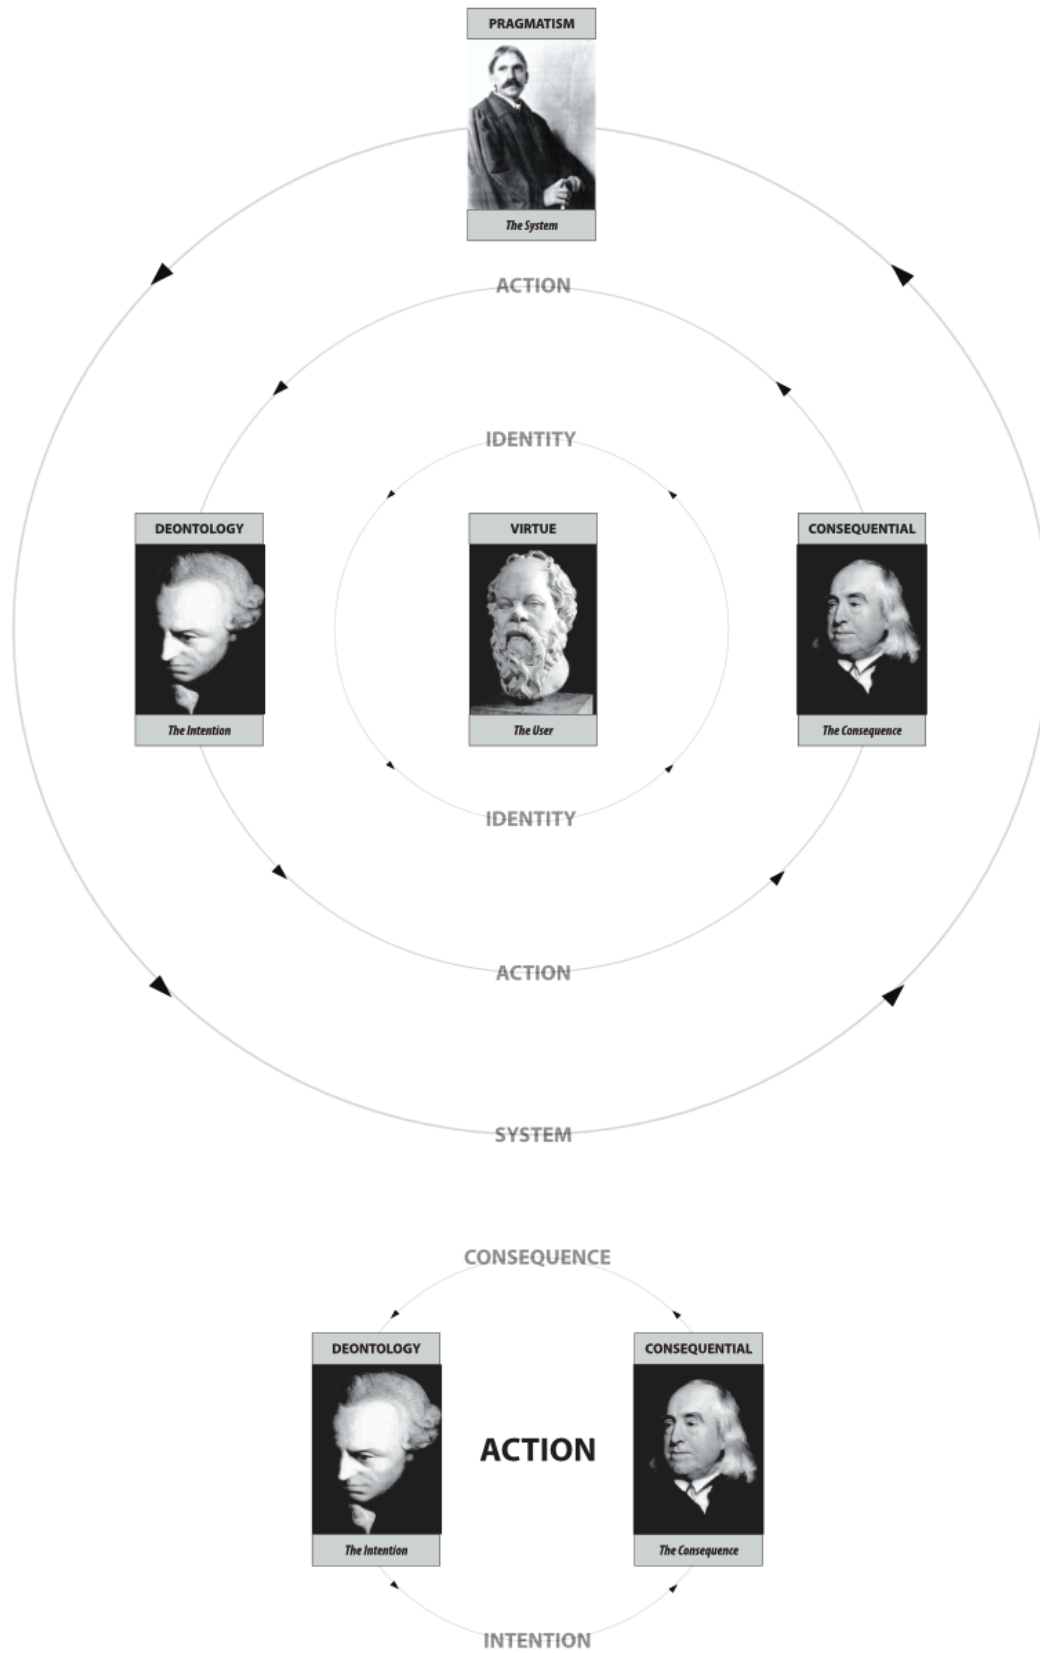 PRAGMATISM
The System
ACTION
IDENTITY
DEONTOLOGY
VIRTUE
CONSEQUENTIAL
The Intention
The User
The Consequence
IDENTITY
ACTION
SYSTEM
CONSEQUENCE
DEONTOLOGY
CONSEQUENTIAL
ACTION
The Intention
The Consequence
INTENTION